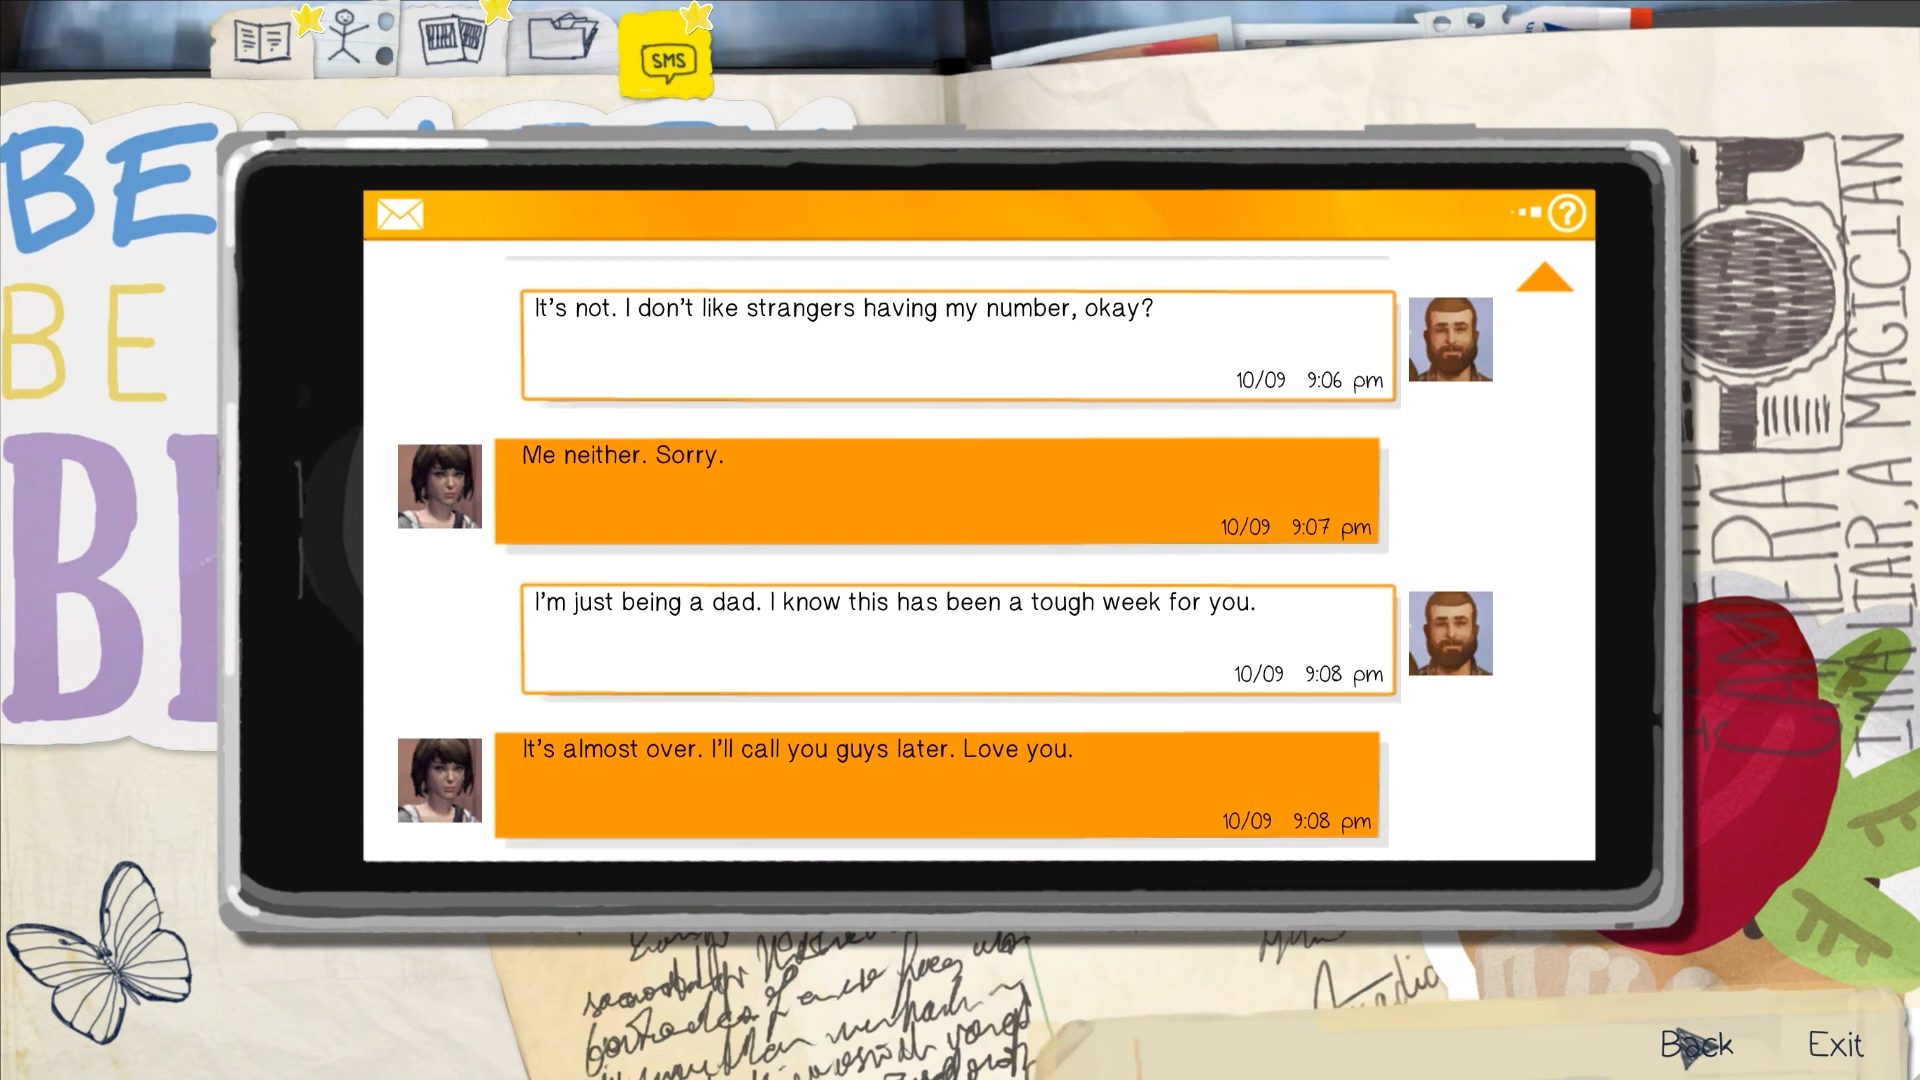 SMS
BE
BE
It's not. I don't like strangers having my number, okay?
10/09 9:06 pm
Me neither. Sorry.
10/09 9:07 pm
I'm just being a dad. I know this has been a tough week for you.
10/09 9:08 pm
It's almost over. I'll call you guys later. Love you.
10/09 9:08 pm
CAMERA
I'M A LIAR, A MAGICIAN
Back
Exit